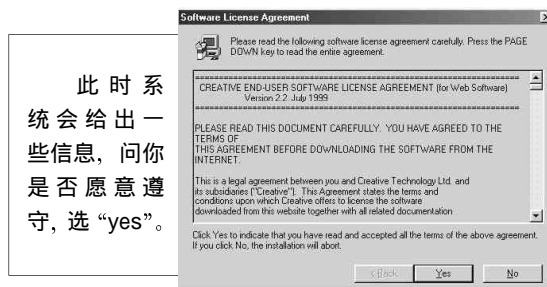 此时系
统会给出一
些信息，问你
是否愿意遵
守，选“yes”。
Software License Agreement
Please read the following software license agreement carefully. Press the PAGE
DOWN key to read the entire agreement.
CREATIVE END-USER SOFTWARE LICENSE AGREEMENT (for Web Software)
Version 2.2 July 1999
PLEASE READ THIS DOCUMENT CAREFULLY. YOU HAVE AGREED TO THE
TERMS OF
THIS AGREEMENT BEFORE DOWNLOADING THE SOFTWARE FROM THE
INTERNET.
This is a legal agreement between you and Creative Technology Ltd. and
its subsidiaries ("Creative"). This Agreement states the terms and
conditions upon which Creative offers to license the software
downloaded from this website together with all related documentation
Click Yes to indicate that you have read and accepted all the terms of the above agreement.
If you click No, the installation will abort.
< Back
Yes
No